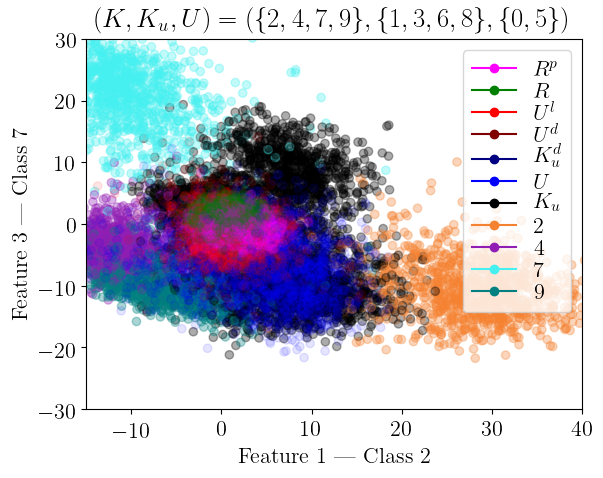 (K, K_u, U) = ({2, 4, 7, 9}, {1, 3, 6, 8}, {0, 5})
Feature 3 — Class 7
30
20
10
0
−10
−20
−30
R^p
R
U^l
U^d
K_u^d
U
K_u
2
4
7
9
−10
0
10
20
30
40
Feature 1 — Class 2